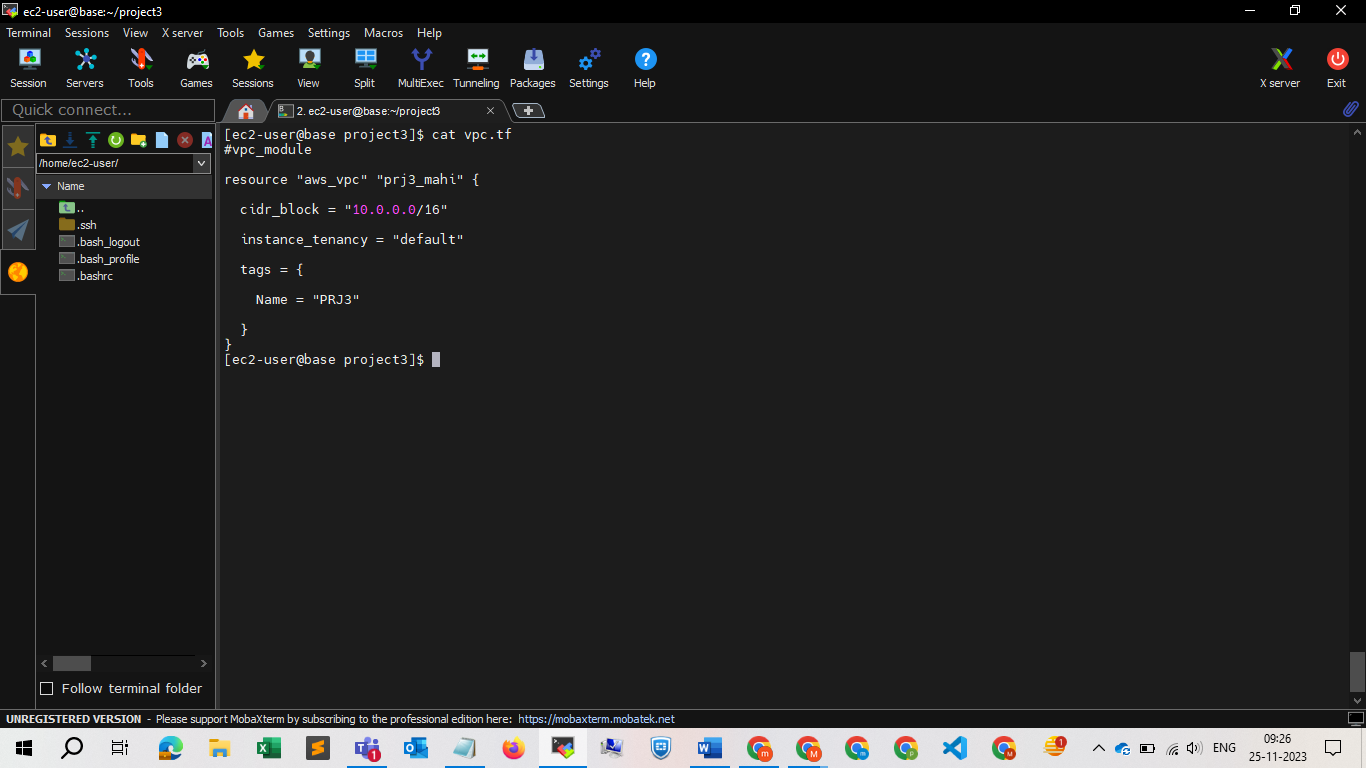 ec2-user@base:~/project3
Terminal Sessions View X server Tools Games Settings Macros Help
Session Servers Tools Games Sessions View Split MultiExec Tunneling Packages Settings Help X server Exit
Quick connect...
2. ec2-user@base:~/project3
/home/ec2-user/
Name
..
.ssh
.bash_logout
.bash_profile
.bashrc
Follow terminal folder
[ec2-user@base project3]$ cat vpc.tf
#vpc_module
resource "aws_vpc" "prj3_mahi" {
  cidr_block = "10.0.0.0/16"
  instance_tenancy = "default"
  tags = {
    Name = "PRJ3"
  }
}
[ec2-user@base project3]$
UNREGISTERED VERSION - Please support MobaXterm by subscribing to the professional edition here: https://mobaxterm.mobatek.net
ENG
09:26
25-11-2023